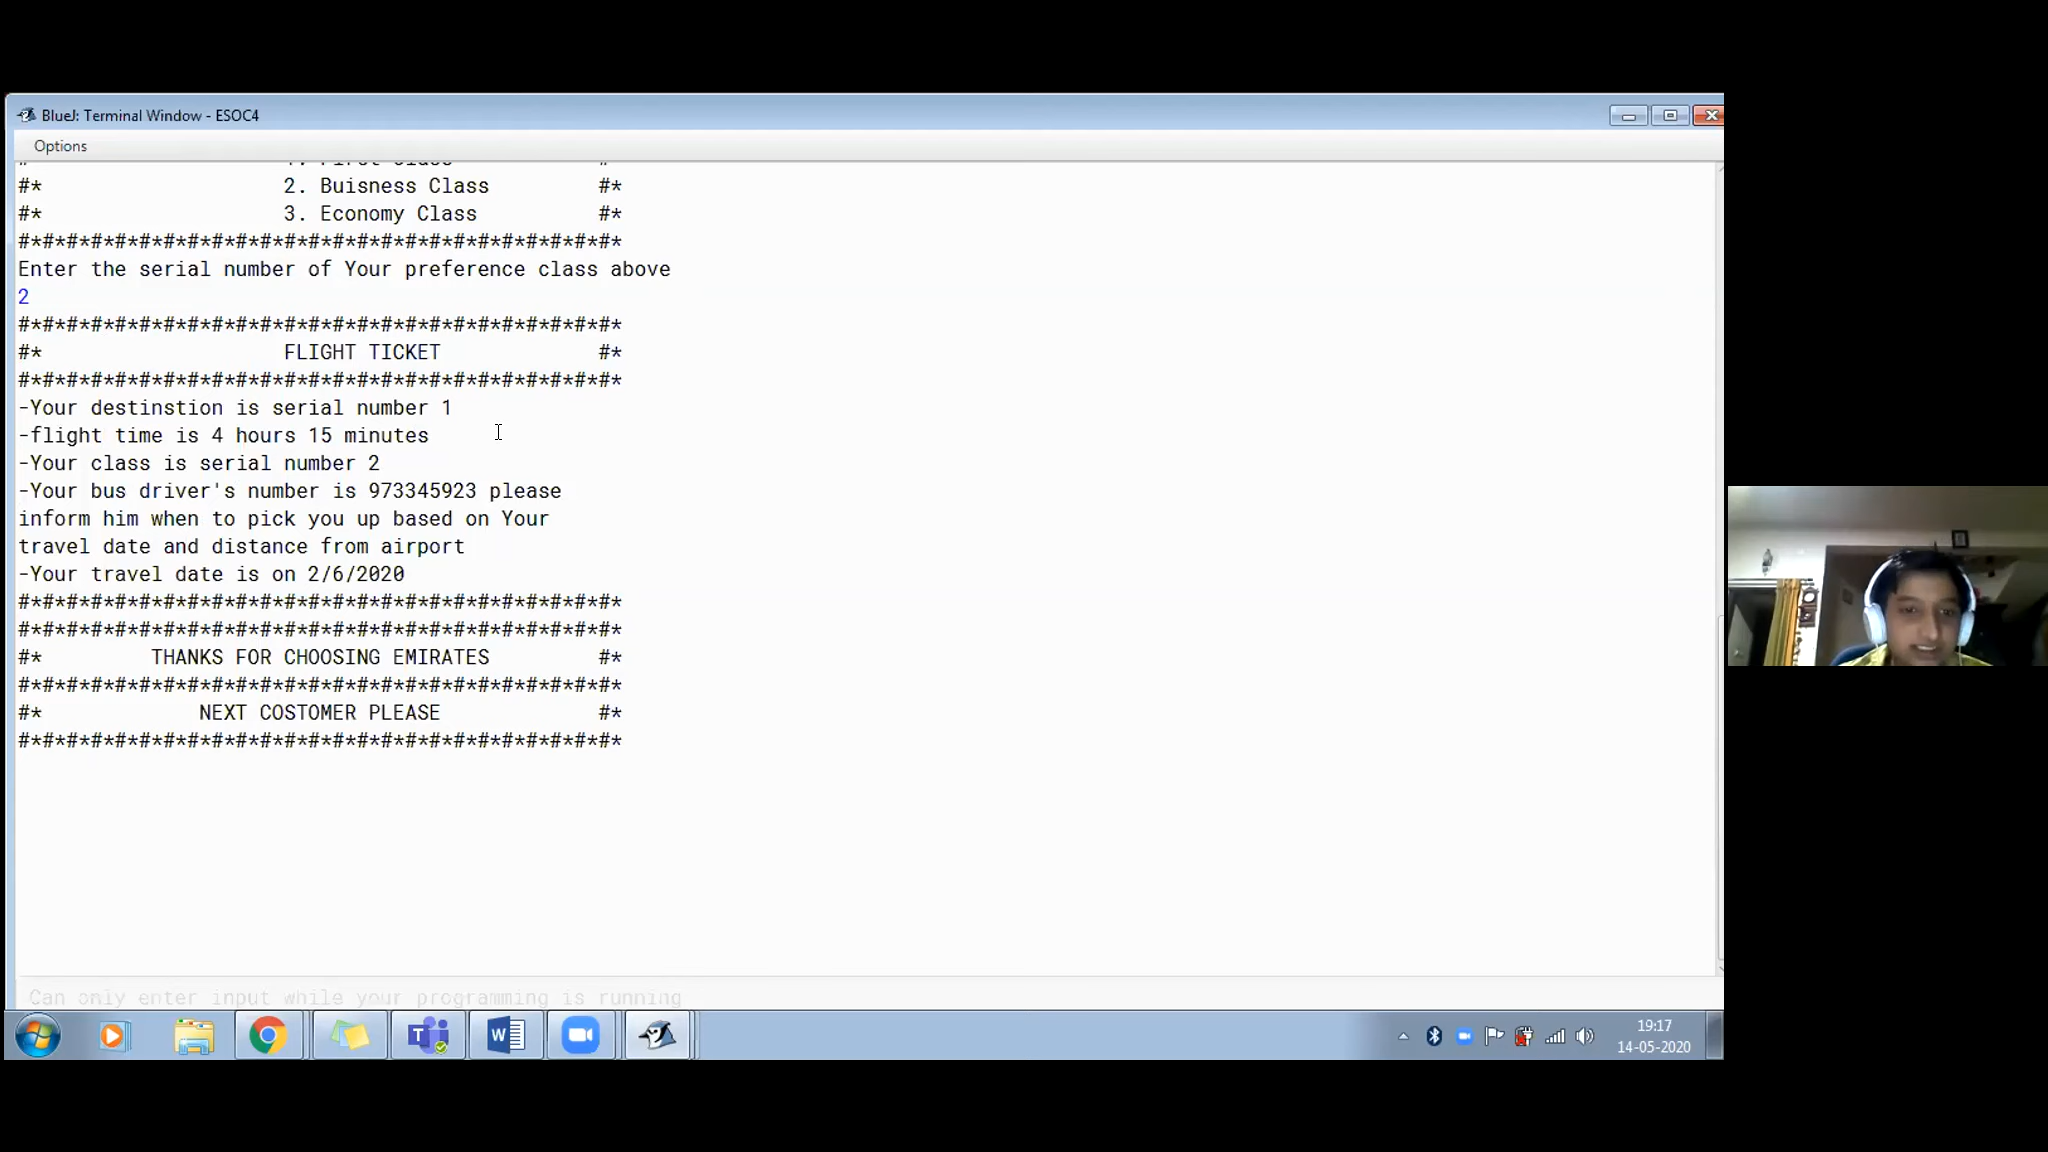 BlueJ: Terminal Window - ESOC4
Options
#* 1. First Class #*
#* 2. Buisness Class #*
#* 3. Economy Class #*
#*#*#*#*#*#*#*#*#*#*#*#*#*#*#*#*#*#*#*#*#*#*#*#*#*
Enter the serial number of Your preference class above
2
#*#*#*#*#*#*#*#*#*#*#*#*#*#*#*#*#*#*#*#*#*#*#*#*#*
#* FLIGHT TICKET #*
#*#*#*#*#*#*#*#*#*#*#*#*#*#*#*#*#*#*#*#*#*#*#*#*#*
-Your destinstion is serial number 1
-flight time is 4 hours 15 minutes
-Your class is serial number 2
-Your bus driver's number is 973345923 please
inform him when to pick you up based on Your
travel date and distance from airport
-Your travel date is on 2/6/2020
#*#*#*#*#*#*#*#*#*#*#*#*#*#*#*#*#*#*#*#*#*#*#*#*#*
#*#*#*#*#*#*#*#*#*#*#*#*#*#*#*#*#*#*#*#*#*#*#*#*#*
#* THANKS FOR CHOOSING EMIRATES #*
#*#*#*#*#*#*#*#*#*#*#*#*#*#*#*#*#*#*#*#*#*#*#*#*#*
#* NEXT COSTOMER PLEASE #*
#*#*#*#*#*#*#*#*#*#*#*#*#*#*#*#*#*#*#*#*#*#*#*#*#*
Can only enter input while your programming is running
19:17
14-05-2020